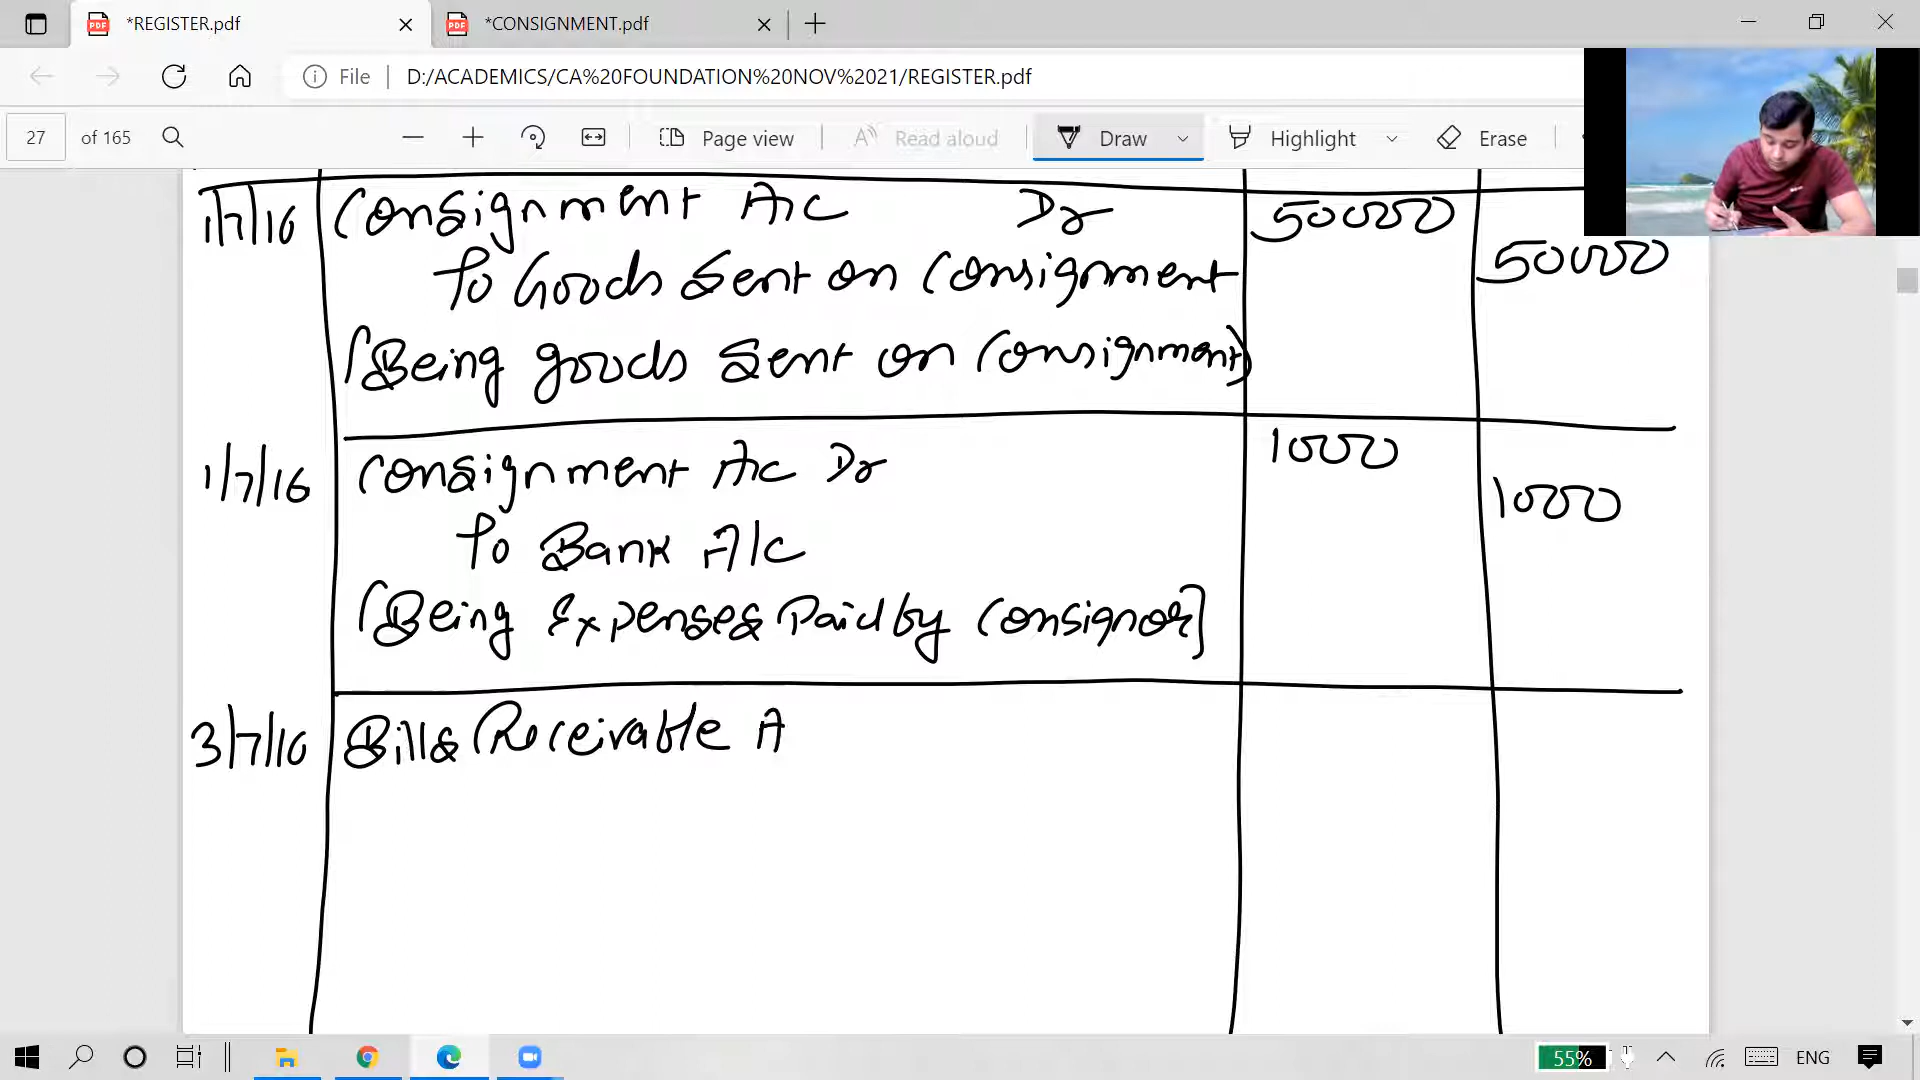 *REGISTER.pdf
*CONSIGNMENT.pdf
File
D:/ACADEMICS/CA%20FOUNDATION%20NOV%2021/REGISTER.pdf
27 of 165
Page view
Read aloud
Draw
Highlight
Erase
1/7/16 Consignment A/c Dr 50000
To Goods Sent on Consignment 50000
(Being goods sent on Consignment)
1/7/16 Consignment A/c Dr 1000
To Bank A/c 1000
(Being Expenses Paid by Consignor)
3/7/16 Bills Receivable A
55%
ENG